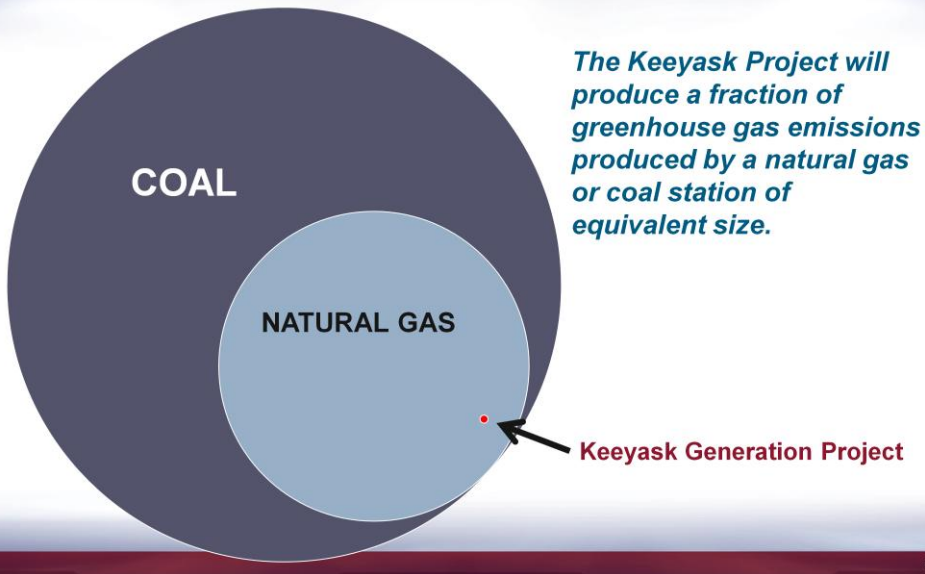 The Keeyask Project will
produce a fraction of
greenhouse gas emissions
produced by a natural gas
or coal station of
equivalent size.
COAL
NATURAL GAS
Keeyask Generation Project